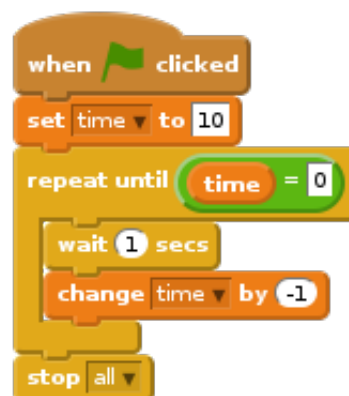 when clicked
set time to 10
repeat until time = 0
wait 1 secs
change time by -1
stop all